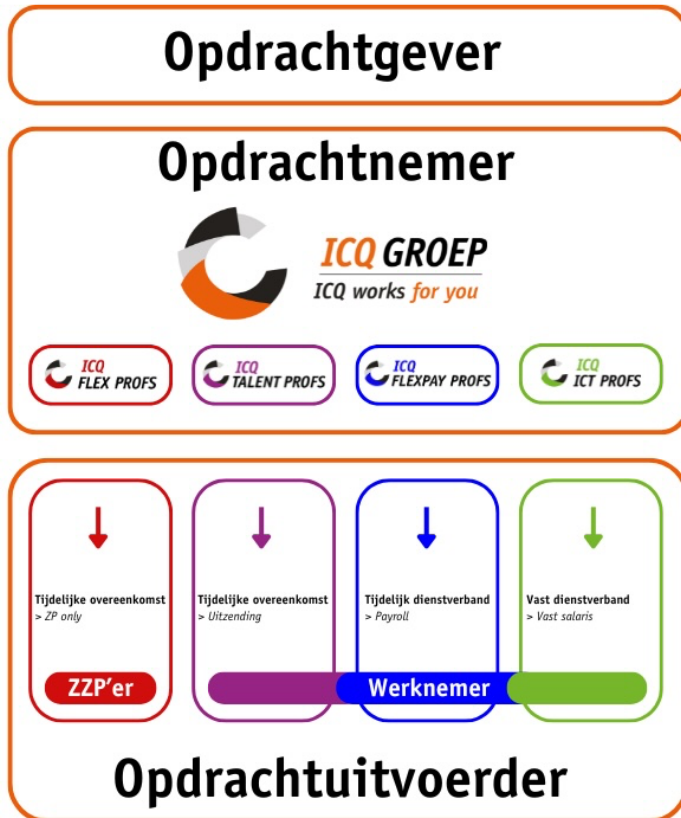 Opdrachtgever
Opdrachtnemer
ICQ GROEP
ICQ works for you
ICQ
FLEX PROFS
ICQ
TALENT PROFS
ICQ
FLEXPAY PROFS
ICQ
ICT PROFS
Tijdelijke overeenkomst
> ZP only
Tijdelijke overeenkomst
> Uitzending
Tijdelijk dienstverband
> Payroll
Vast dienstverband
> Vast salaris
ZZP'er
Werknemer
Opdrachtuitvoerder